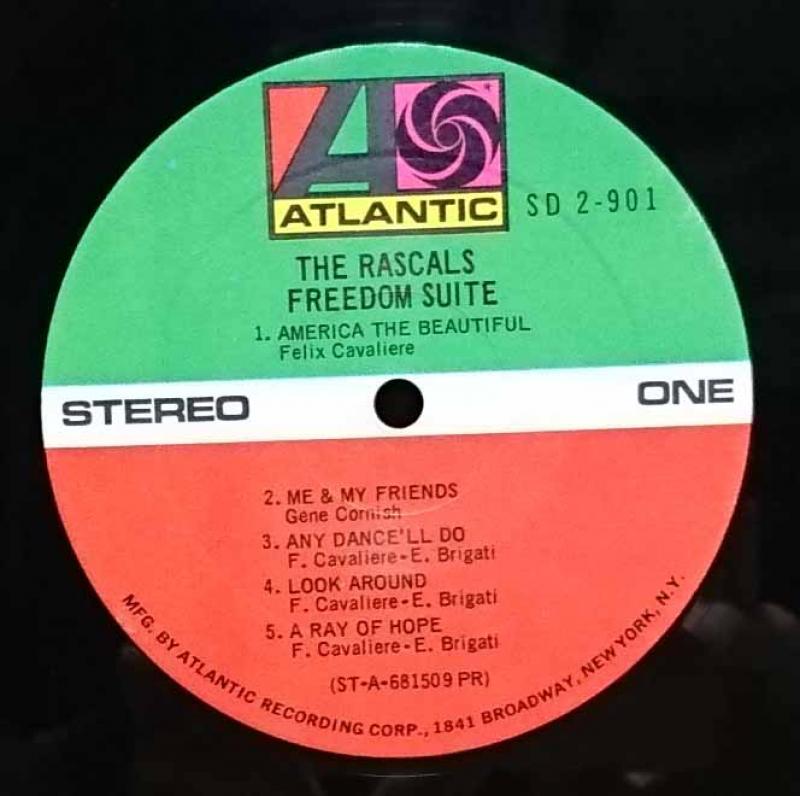 ATLANTIC
SD 2-901
THE RASCALS
FREEDOM SUITE
1. AMERICA THE BEAUTIFUL
Felix Cavaliere
STEREO
ONE
2. ME & MY FRIENDS
Gene Cornish
3. ANY DANCE'LL DO
F. Cavaliere-E. Brigati
4. LOOK AROUND
F. Cavaliere-E. Brigati
5. A RAY OF HOPE
F. Cavaliere-E. Brigati
(ST-A-681509 PR)
MFG. BY ATLANTIC RECORDING CORP., 1841 BROADWAY, NEW YORK, N.Y.